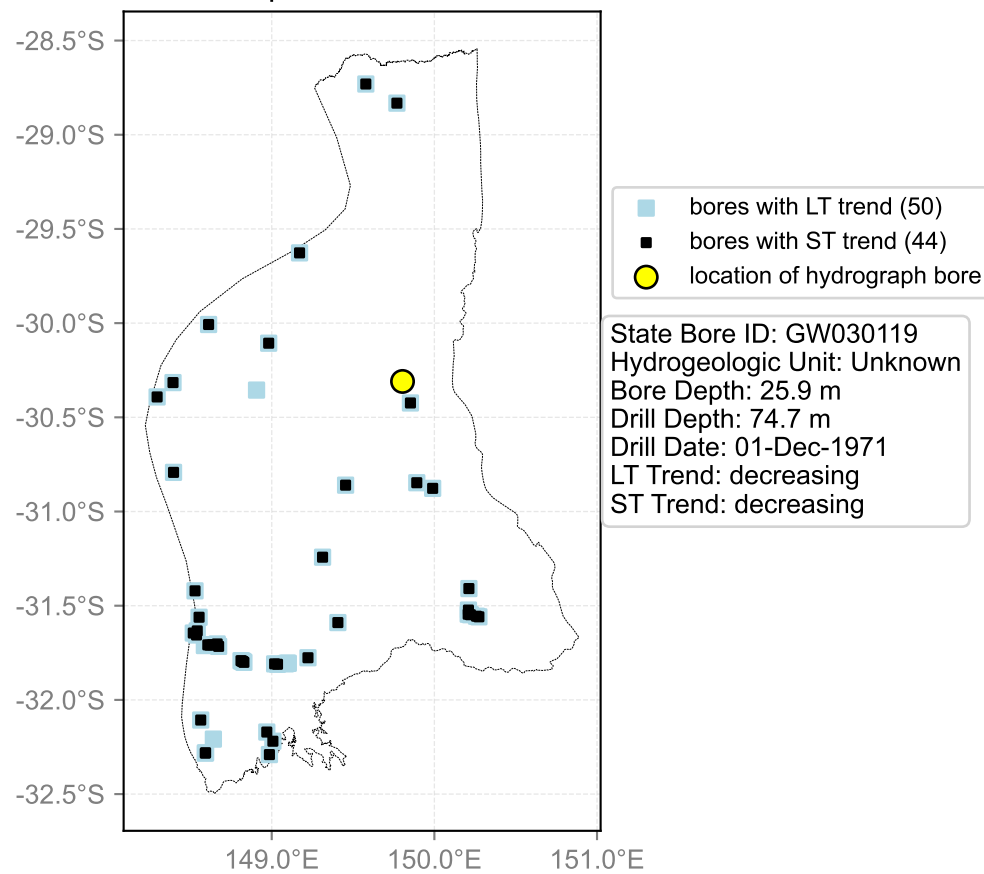 -28.5°S
-29.0°S
-29.5°S
-30.0°S
-30.5°S
-31.0°S
-31.5°S
-32.0°S
-32.5°S
149.0°E
150.0°E
151.0°E
bores with LT trend (50)
bores with ST trend (44)
location of hydrograph bore
State Bore ID: GW030119
Hydrogeologic Unit: Unknown
Bore Depth: 25.9 m
Drill Depth: 74.7 m
Drill Date: 01-Dec-1971
LT Trend: decreasing
ST Trend: decreasing